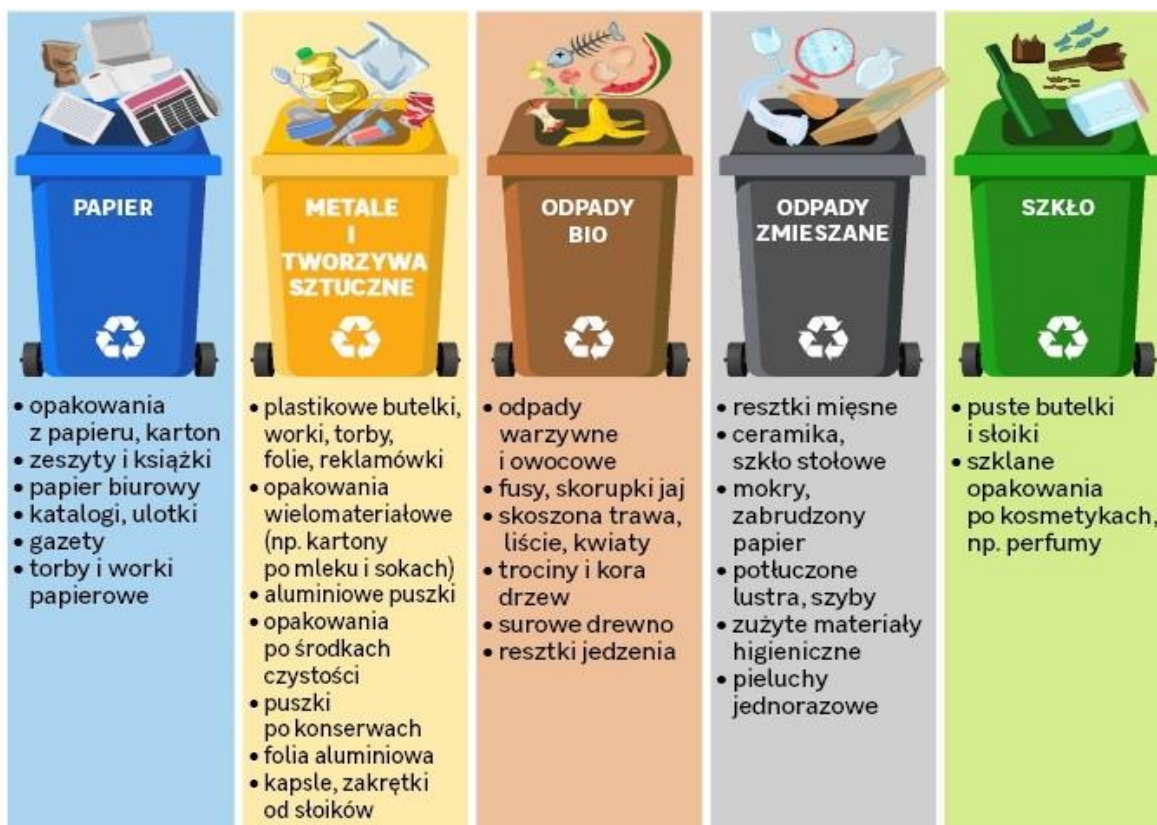 PAPIER
• opakowania
z papieru, karton
• zeszyty i książki
• papier biurowy
• katalogi, ulotki
• gazety
• torby i worki
papierowe
METALE
I
TWORZYWA
SZTUCZNE
• plastikowe butelki,
worki, torby,
folie, reklamówki
• opakowania
wielomateriałowe
(np. kartony
po mleku i sokach)
• aluminiowe puszki
• opakowania
po środkach
czystości
• puszki
po konserwach
• folia aluminiowa
• kapsle, zakrętki
od słoików
ODPADY
BIO
• odpady
warzywne
i owocowe
• fusy, skorupki jaj
• skoszona trawa,
liście, kwiaty
• trociny i kora
drzew
• surowe drewno
• resztki jedzenia
ODPADY
ZMIESZANE
• resztki mięsne
• ceramika,
szkło stołowe
• mokry,
zabrudzony
papier
• potłuczone
lustra, szyby
• zużyte materiały
higieniczne
• pieluchy
jednorazowe
SZKŁO
• puste butelki
i słoiki
• szklane
opakowania
po kosmetykach,
np. perfumy